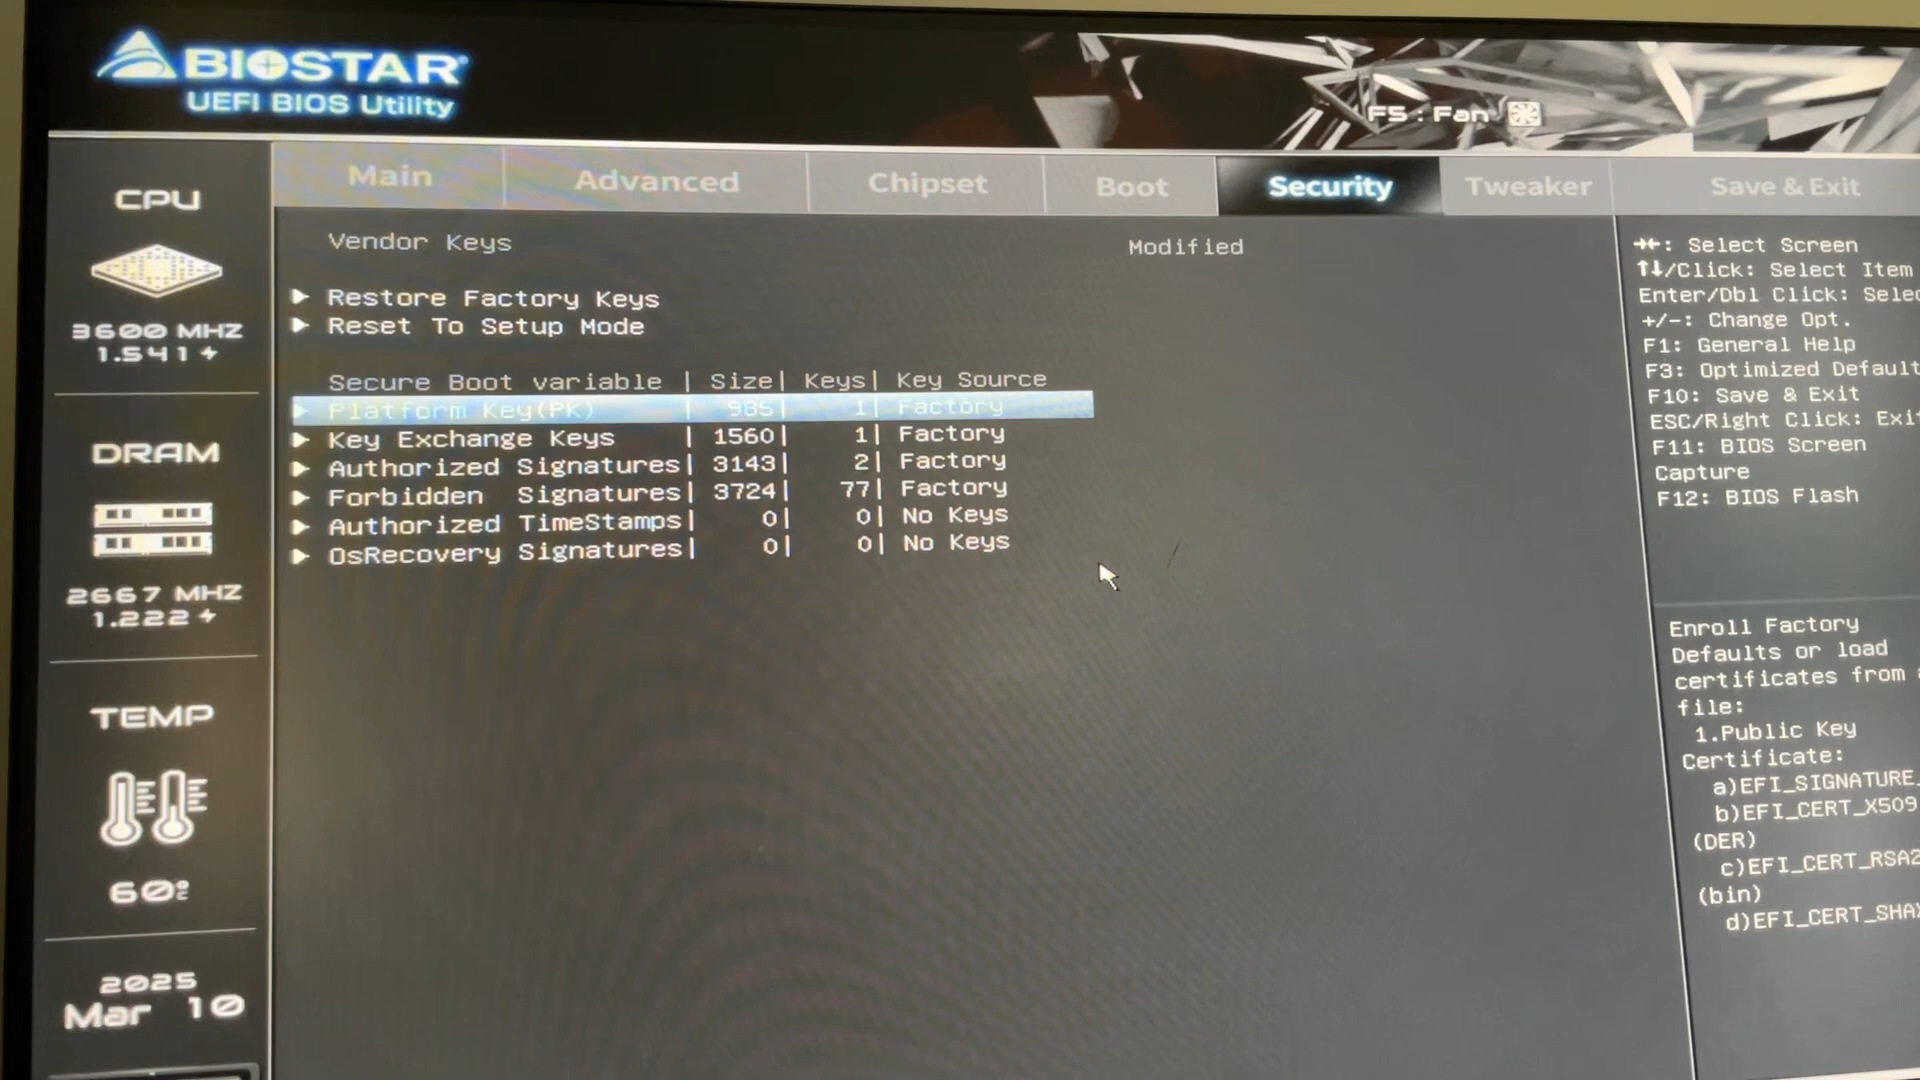 BIOSTAR
UEFI BIOS Utility
F5 : Fan
Main
Advanced
Chipset
Boot
Security
Tweaker
Save & Exit
CPU
3600 MHZ
1.541
DRAM
2667 MHZ
1.222
TEMP
60°
2025
Mar 10
Vendor Keys Modified
Restore Factory Keys
Reset To Setup Mode
Secure Boot variable | Size| Keys| Key Source
Platform Key(PK) | 985| 1| Factory
Key Exchange Keys | 1560| 1| Factory
Authorized Signatures| 3143| 2| Factory
Forbidden Signatures| 3724| 77| Factory
Authorized TimeStamps| 0| 0| No Keys
OsRecovery Signatures| 0| 0| No Keys
→←: Select Screen
↑↓/Click: Select Item
Enter/Dbl Click: Selec
+/-: Change Opt.
F1: General Help
F3: Optimized Default
F10: Save & Exit
ESC/Right Click: Exit
F11: BIOS Screen
Capture
F12: BIOS Flash
Enroll Factory
Defaults or load
certificates from a
file:
1.Public Key
Certificate:
a)EFI_SIGNATURE_
b)EFI_CERT_X509
(DER)
c)EFI_CERT_RSA2
(bin)
d)EFI_CERT_SHAX